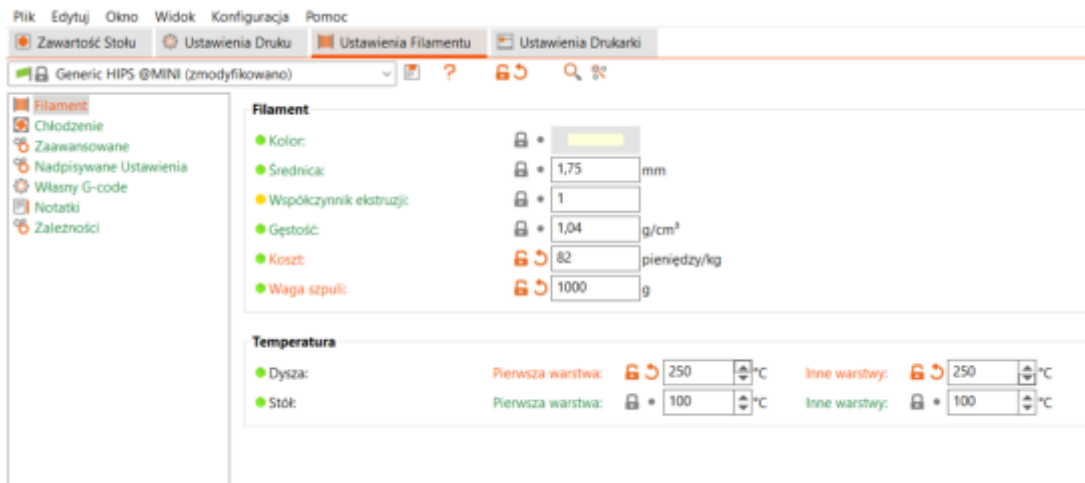 Plik Edytuj Okno Widok Konfiguracja Pomoc
Zawartość Stołu Ustawienia Druku Ustawienia Filamentu Ustawienia Drukarki
Generic HIPS @MINI (zmodyfikowano)
Filament
Chłodzenie
Zaawansowane
Nadpisywane Ustawienia
Własny G-code
Notatki
Zależności
Filament
Kolor:
Średnica: 1,75 mm
Współczynnik ekstruzji: 1
Gęstość: 1,04 g/cm³
Koszt: 82 pieniędzy/kg
Waga szpuli: 1000 g
Temperatura
Dysza: Pierwsza warstwa: 250 °C Inne warstwy: 250 °C
Stół: Pierwsza warstwa: 100 °C Inne warstwy: 100 °C